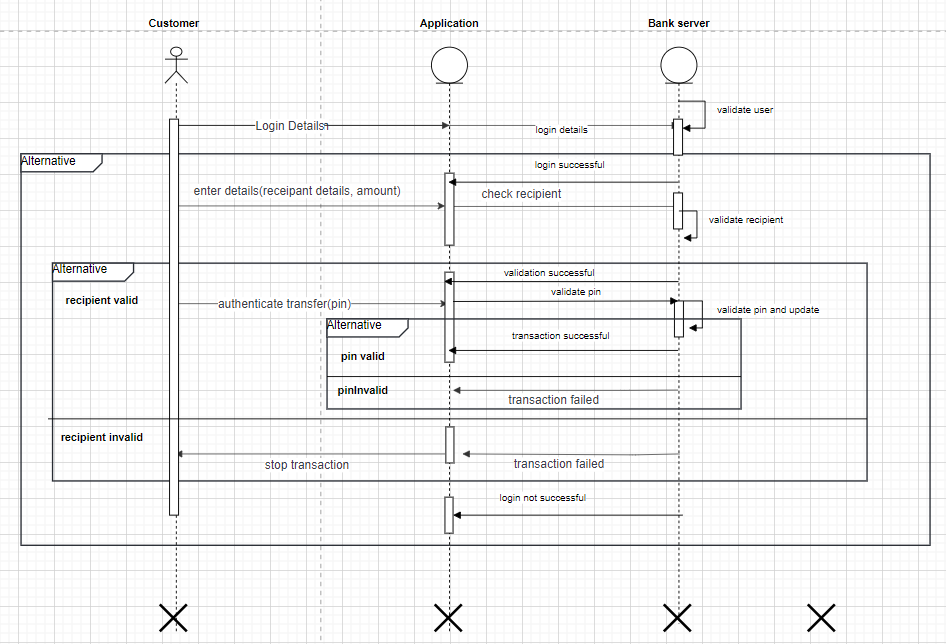 Customer
Application
Bank server
validate user
Login Details
login details
Alternative
login successful
enter details(receipant details, amount)
check recipient
validate recipient
Alternative
validation successful
validate pin
recipient valid
authenticate transfer(pin)
validate pin and update
Alternative
transaction successful
pin valid
pinInvalid
transaction failed
recipient invalid
stop transaction
transaction failed
login not successful